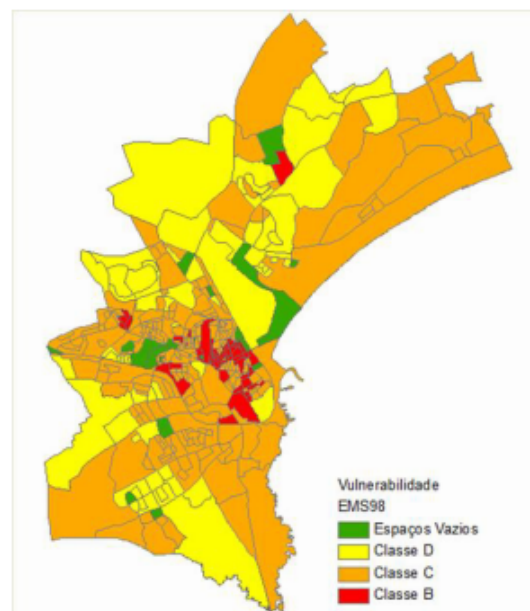 Vulnerabilidade
EMS98
Espaços Vazios
Classe D
Classe C
Classe B